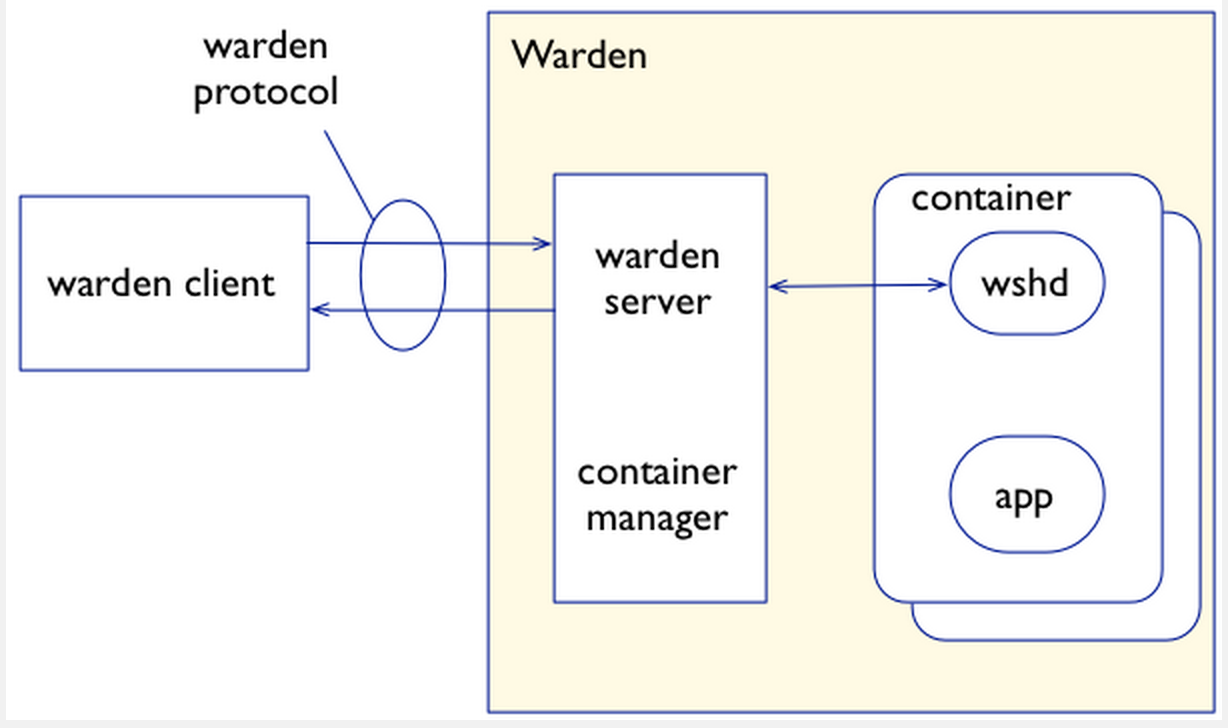 warden
protocol
Warden
warden client
warden
server
container
manager
container
wshd
app